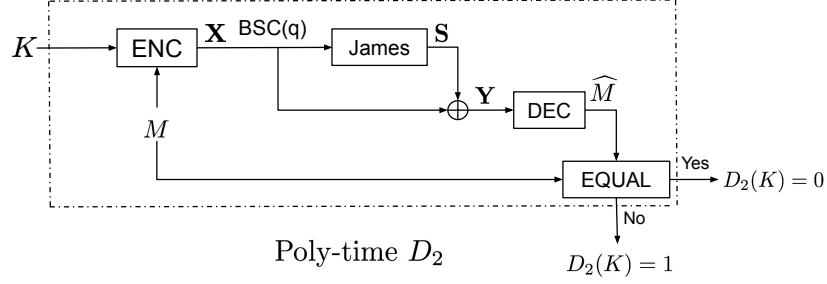 K
ENC
X
BSC(q)
James
S
Y
DEC
M̂
M
EQUAL
Yes
D₂(K) = 0
No
D₂(K) = 1
Poly-time D₂